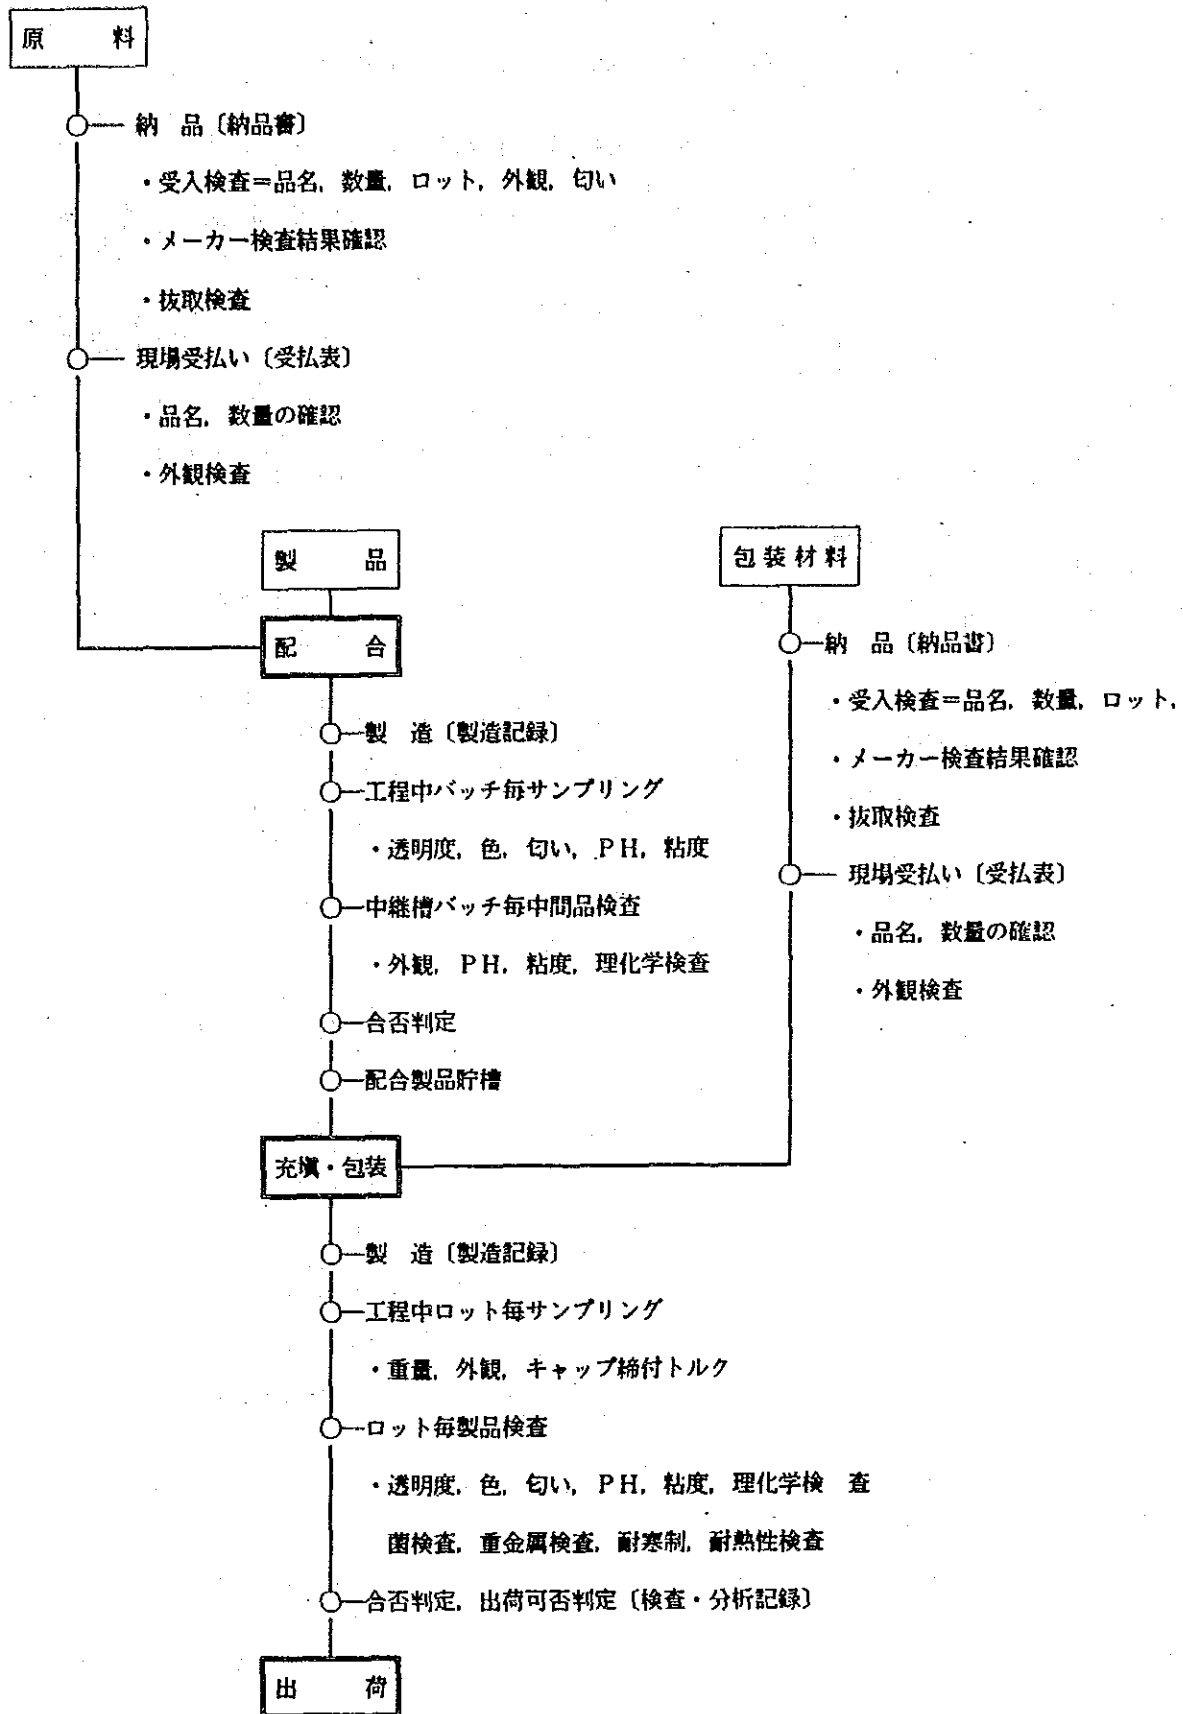 原　料
納　品〔納品書〕
・受入検査＝品名，数量，ロット，外観，匂い
・メーカー検査結果確認
・抜取検査
現場受払い〔受払表〕
・品名，数量の確認
・外観検査
製　品
配　合
製　造〔製造記録〕
工程中バッチ毎サンプリング
・透明度，色，匂い，ＰＨ，粘度
中継槽バッチ毎中間品検査
・外観，ＰＨ，粘度，理化学検査
合否判定
配合製品貯槽
包装材料
納　品〔納品書〕
・受入検査＝品名，数量，ロット，
・メーカー検査結果確認
・抜取検査
現場受払い〔受払表〕
・品名，数量の確認
・外観検査
充填・包装
製　造〔製造記録〕
工程中ロット毎サンプリング
・重量，外観，キャップ締付トルク
ロット毎製品検査
・透明度，色，匂い，ＰＨ，粘度，理化学検　査
菌検査，重金属検査，耐寒制，耐熱性検査
合否判定，出荷可否判定〔検査・分析記録〕
出　荷